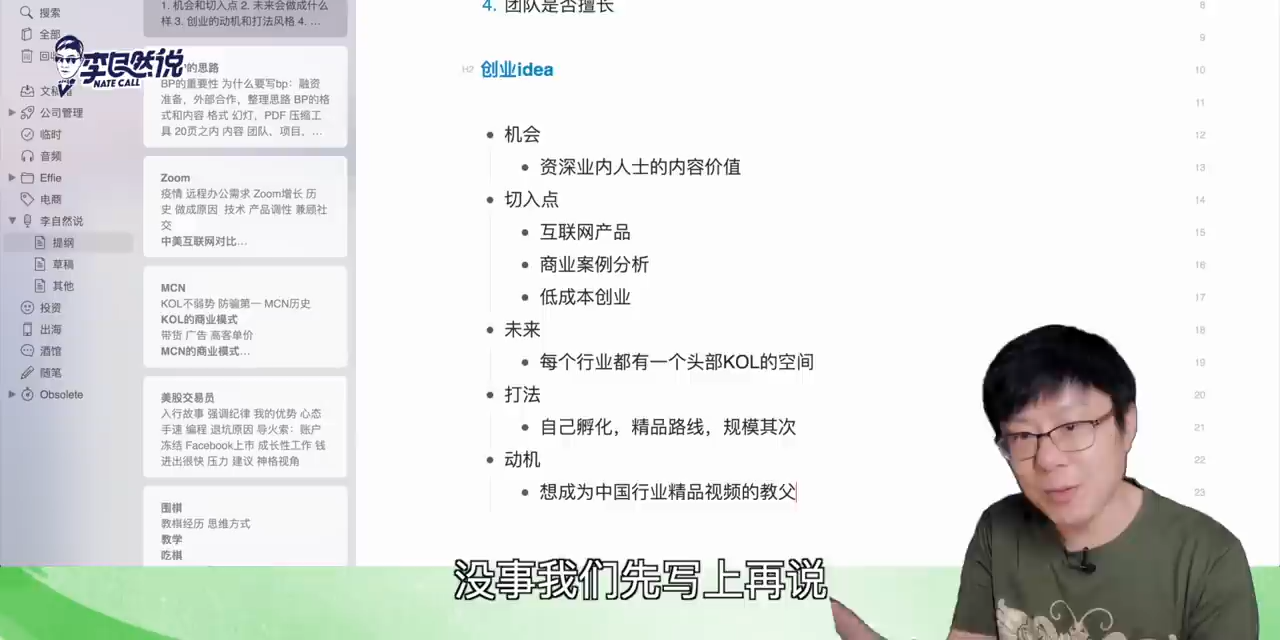 搜索
全部
文稿
公司管理
临时
音频
Effie
电商
李自然说
提纲
草稿
其他
投资
出海
酒馆
随笔
Obsolete
李自然说
NATE CALL
1. 机会和切入点 2. 未来会做成什么
样 3. 创业的动机和打法风格 4. …
的思路
BP的重要性 为什么要写bp：融资
准备，外部合作，整理思路 BP的格
式和内容 格式 幻灯，PDF 压缩工
具 20页之内 内容 团队、项目、…
Zoom
疫情 远程办公需求 Zoom增长 历
史 做成原因 技术 产品调性 兼顾社
交
中美互联网对比…
MCN
KOL不弱势 防骗第一 MCN历史
KOL的商业模式
带货 广告 高客单价
MCN的商业模式…
美股交易员
入行故事 强调纪律 我的优势 心态
手速 编程 退坑原因 导火索：账户
冻结 Facebook上市 成长性工作 钱
进出很快 压力 建议 神格视角
围棋
教棋经历 思维方式
教学
吃棋
4. 团队是否擅长
8
9
H2 创业idea
10
11
机会
12
资深业内人士的内容价值
13
切入点
14
互联网产品
15
商业案例分析
16
低成本创业
17
未来
18
每个行业都有一个头部KOL的空间
19
打法
20
自己孵化，精品路线，规模其次
21
动机
22
想成为中国行业精品视频的教父
23
没事我们先写上再说